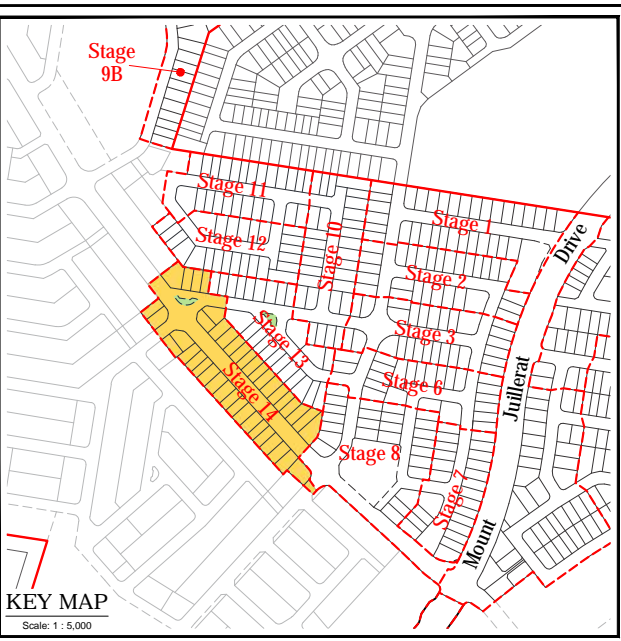 Stage
9B
Stage 11
Stage 1
Stage 10
Stage 12
Drive
Stage 2
Stage 3
Stage 13
Juillerat
Stage 6
Stage 14
Stage 8
Stage 7
Mount
KEY MAP
Scale: 1 : 5,000